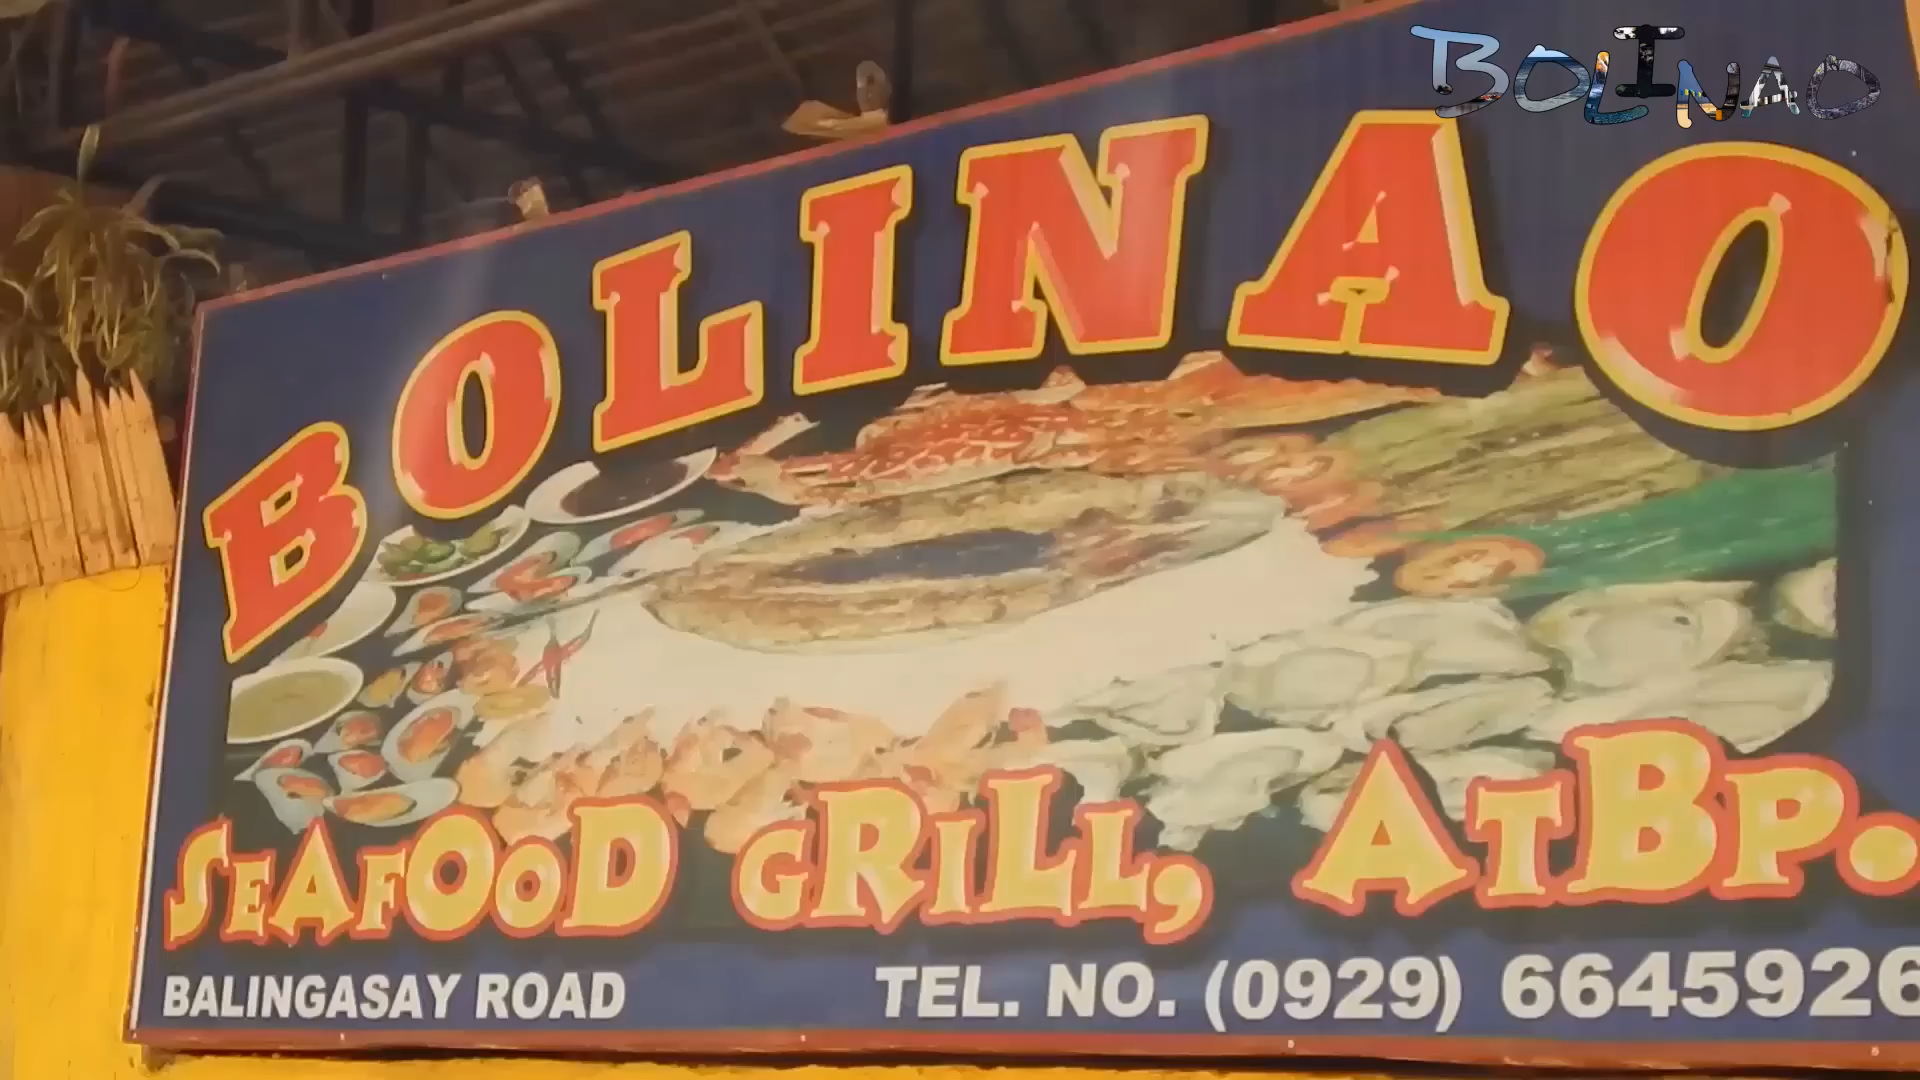 BOLINAO
BOLINAO
SEAFOOD GRILL, ATBP.
BALINGASAY ROAD TEL. NO. (0929) 6645926